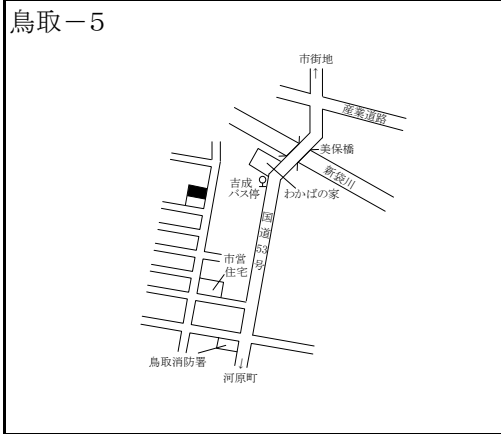 鳥取－5
市街地
↑
産業道路
美保橋
新袋川
吉成
バス停
わかばの家
国道53号
市営
住宅
鳥取消防署
↓
河原町